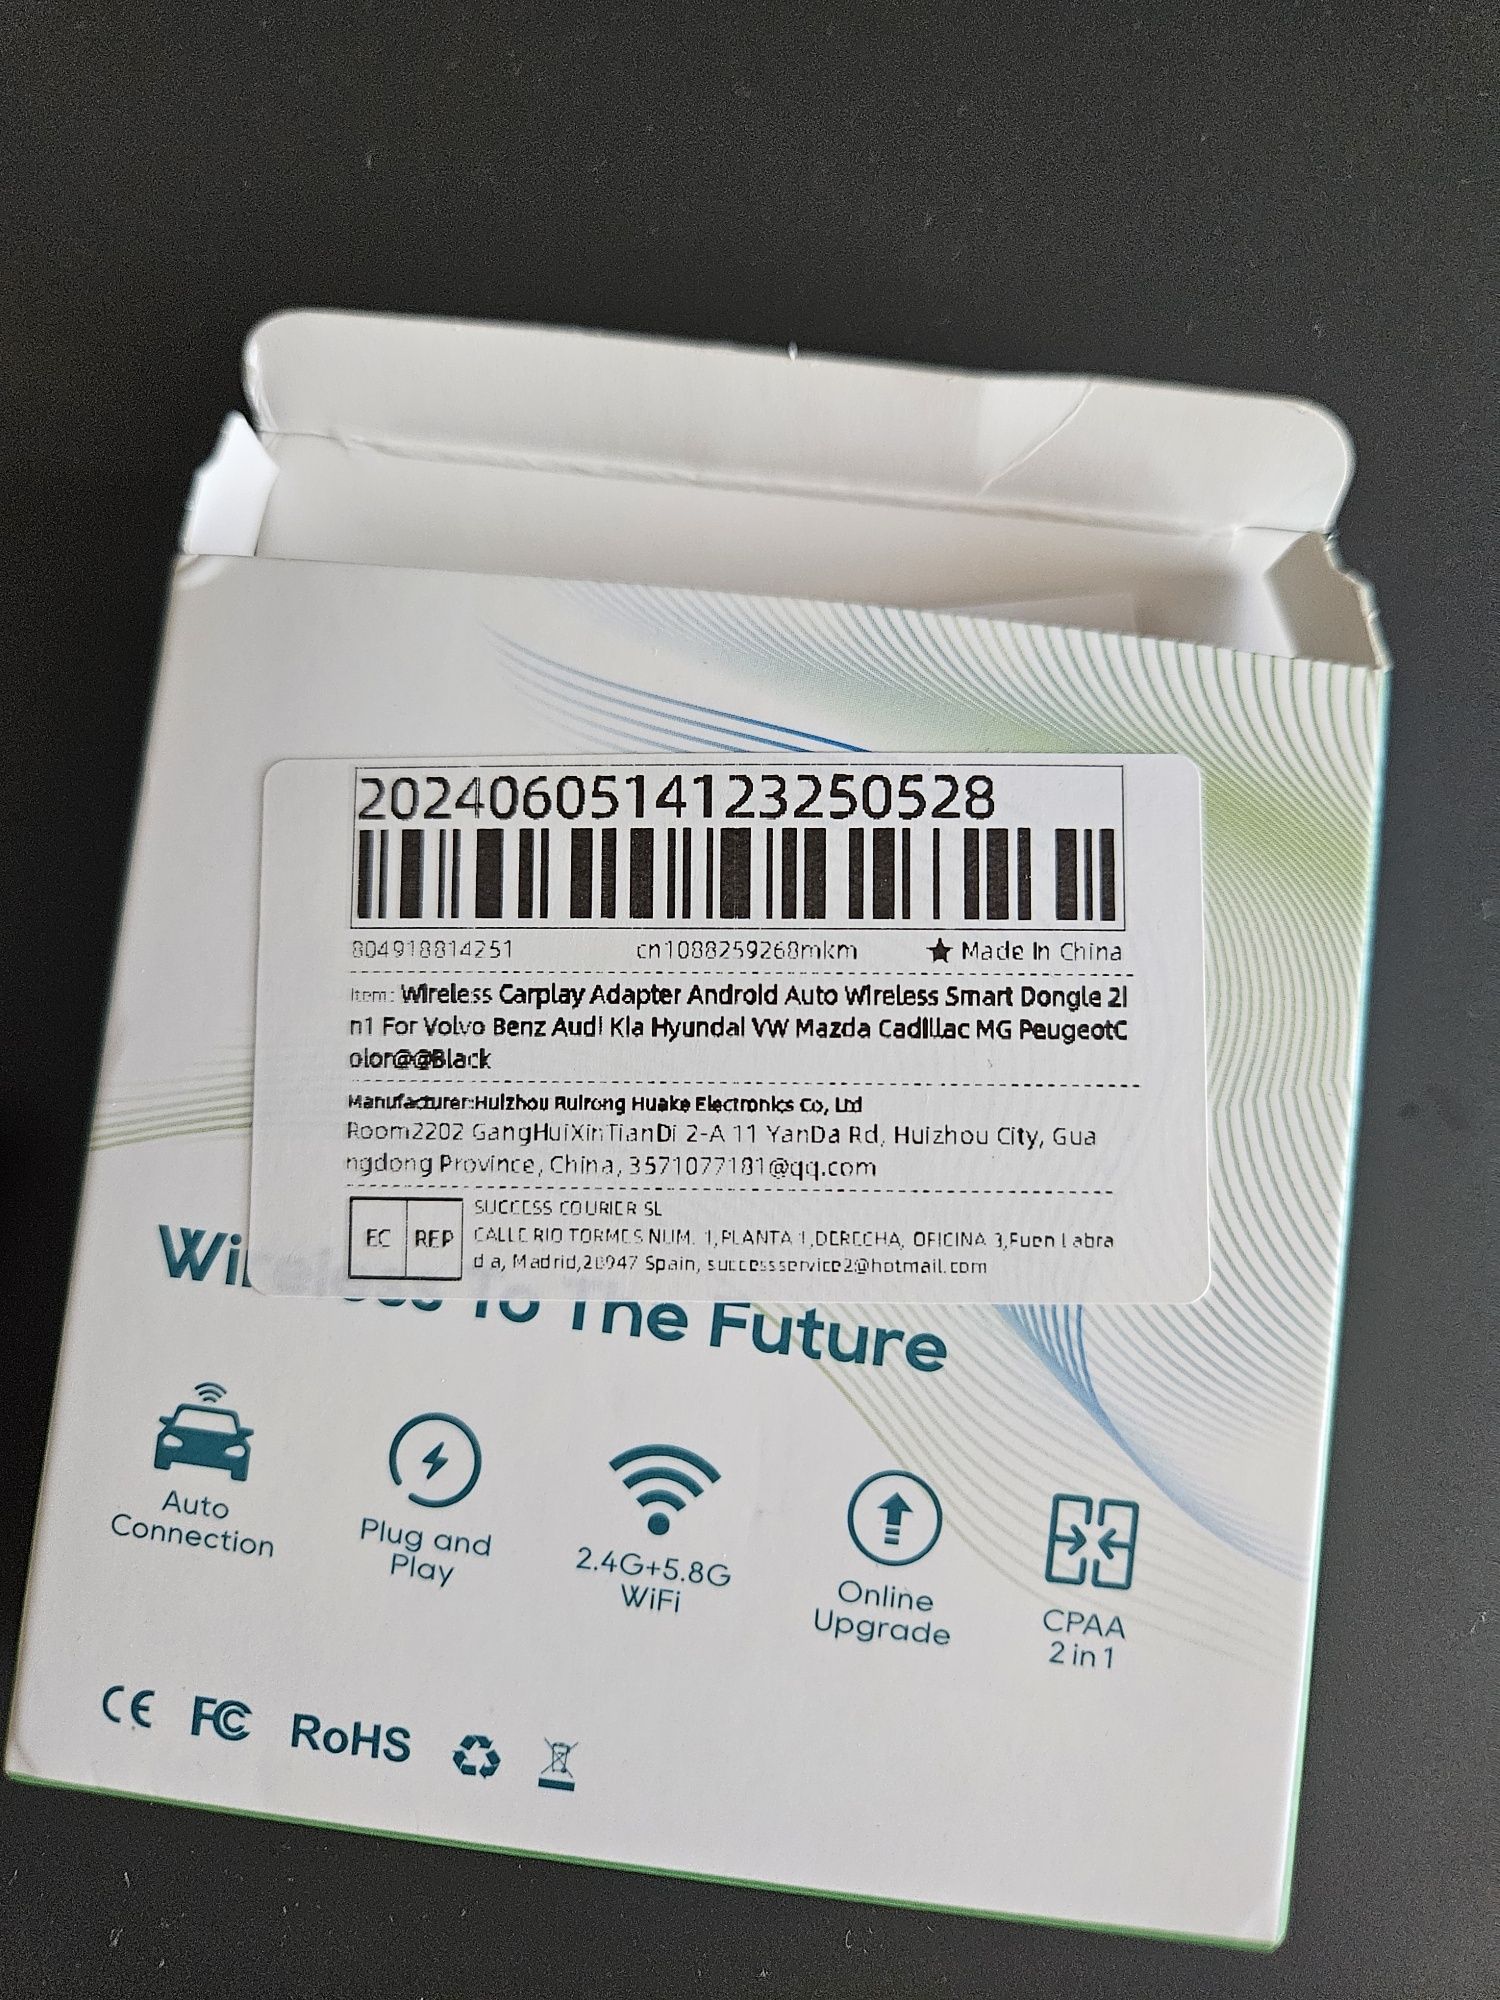 2024060514123250528
804918814251 cn1088259268mkm ★ Made In China
Item: Wireless Carplay Adapter Android Auto Wireless Smart Dongle 2I
n1 For Volvo Benz Audi Kia Hyundai VW Mazda Cadillac MG PeugeotC
olor@@Black
Manufacturer:Huizhou Ruirong Huake Electronics Co, Ltd
Room2202 GangHuiXinTianDi 2-A 11 YanDa Rd, Huizhou City, Gua
ngdong Province, China, 3571077181@qq.com
EC REP
SUCCESS COURIER SL
CALLE RIO TORMES NUM. 1,PLANTA 1,DERECHA, OFICINA 3,Fuenlabra
da, Madrid,28947 Spain, successservice2@hotmail.com
Wireless To The Future
Auto
Connection
Plug and
Play
2.4G+5.8G
WiFi
Online
Upgrade
CPAA
2 in 1
CE FC RoHS